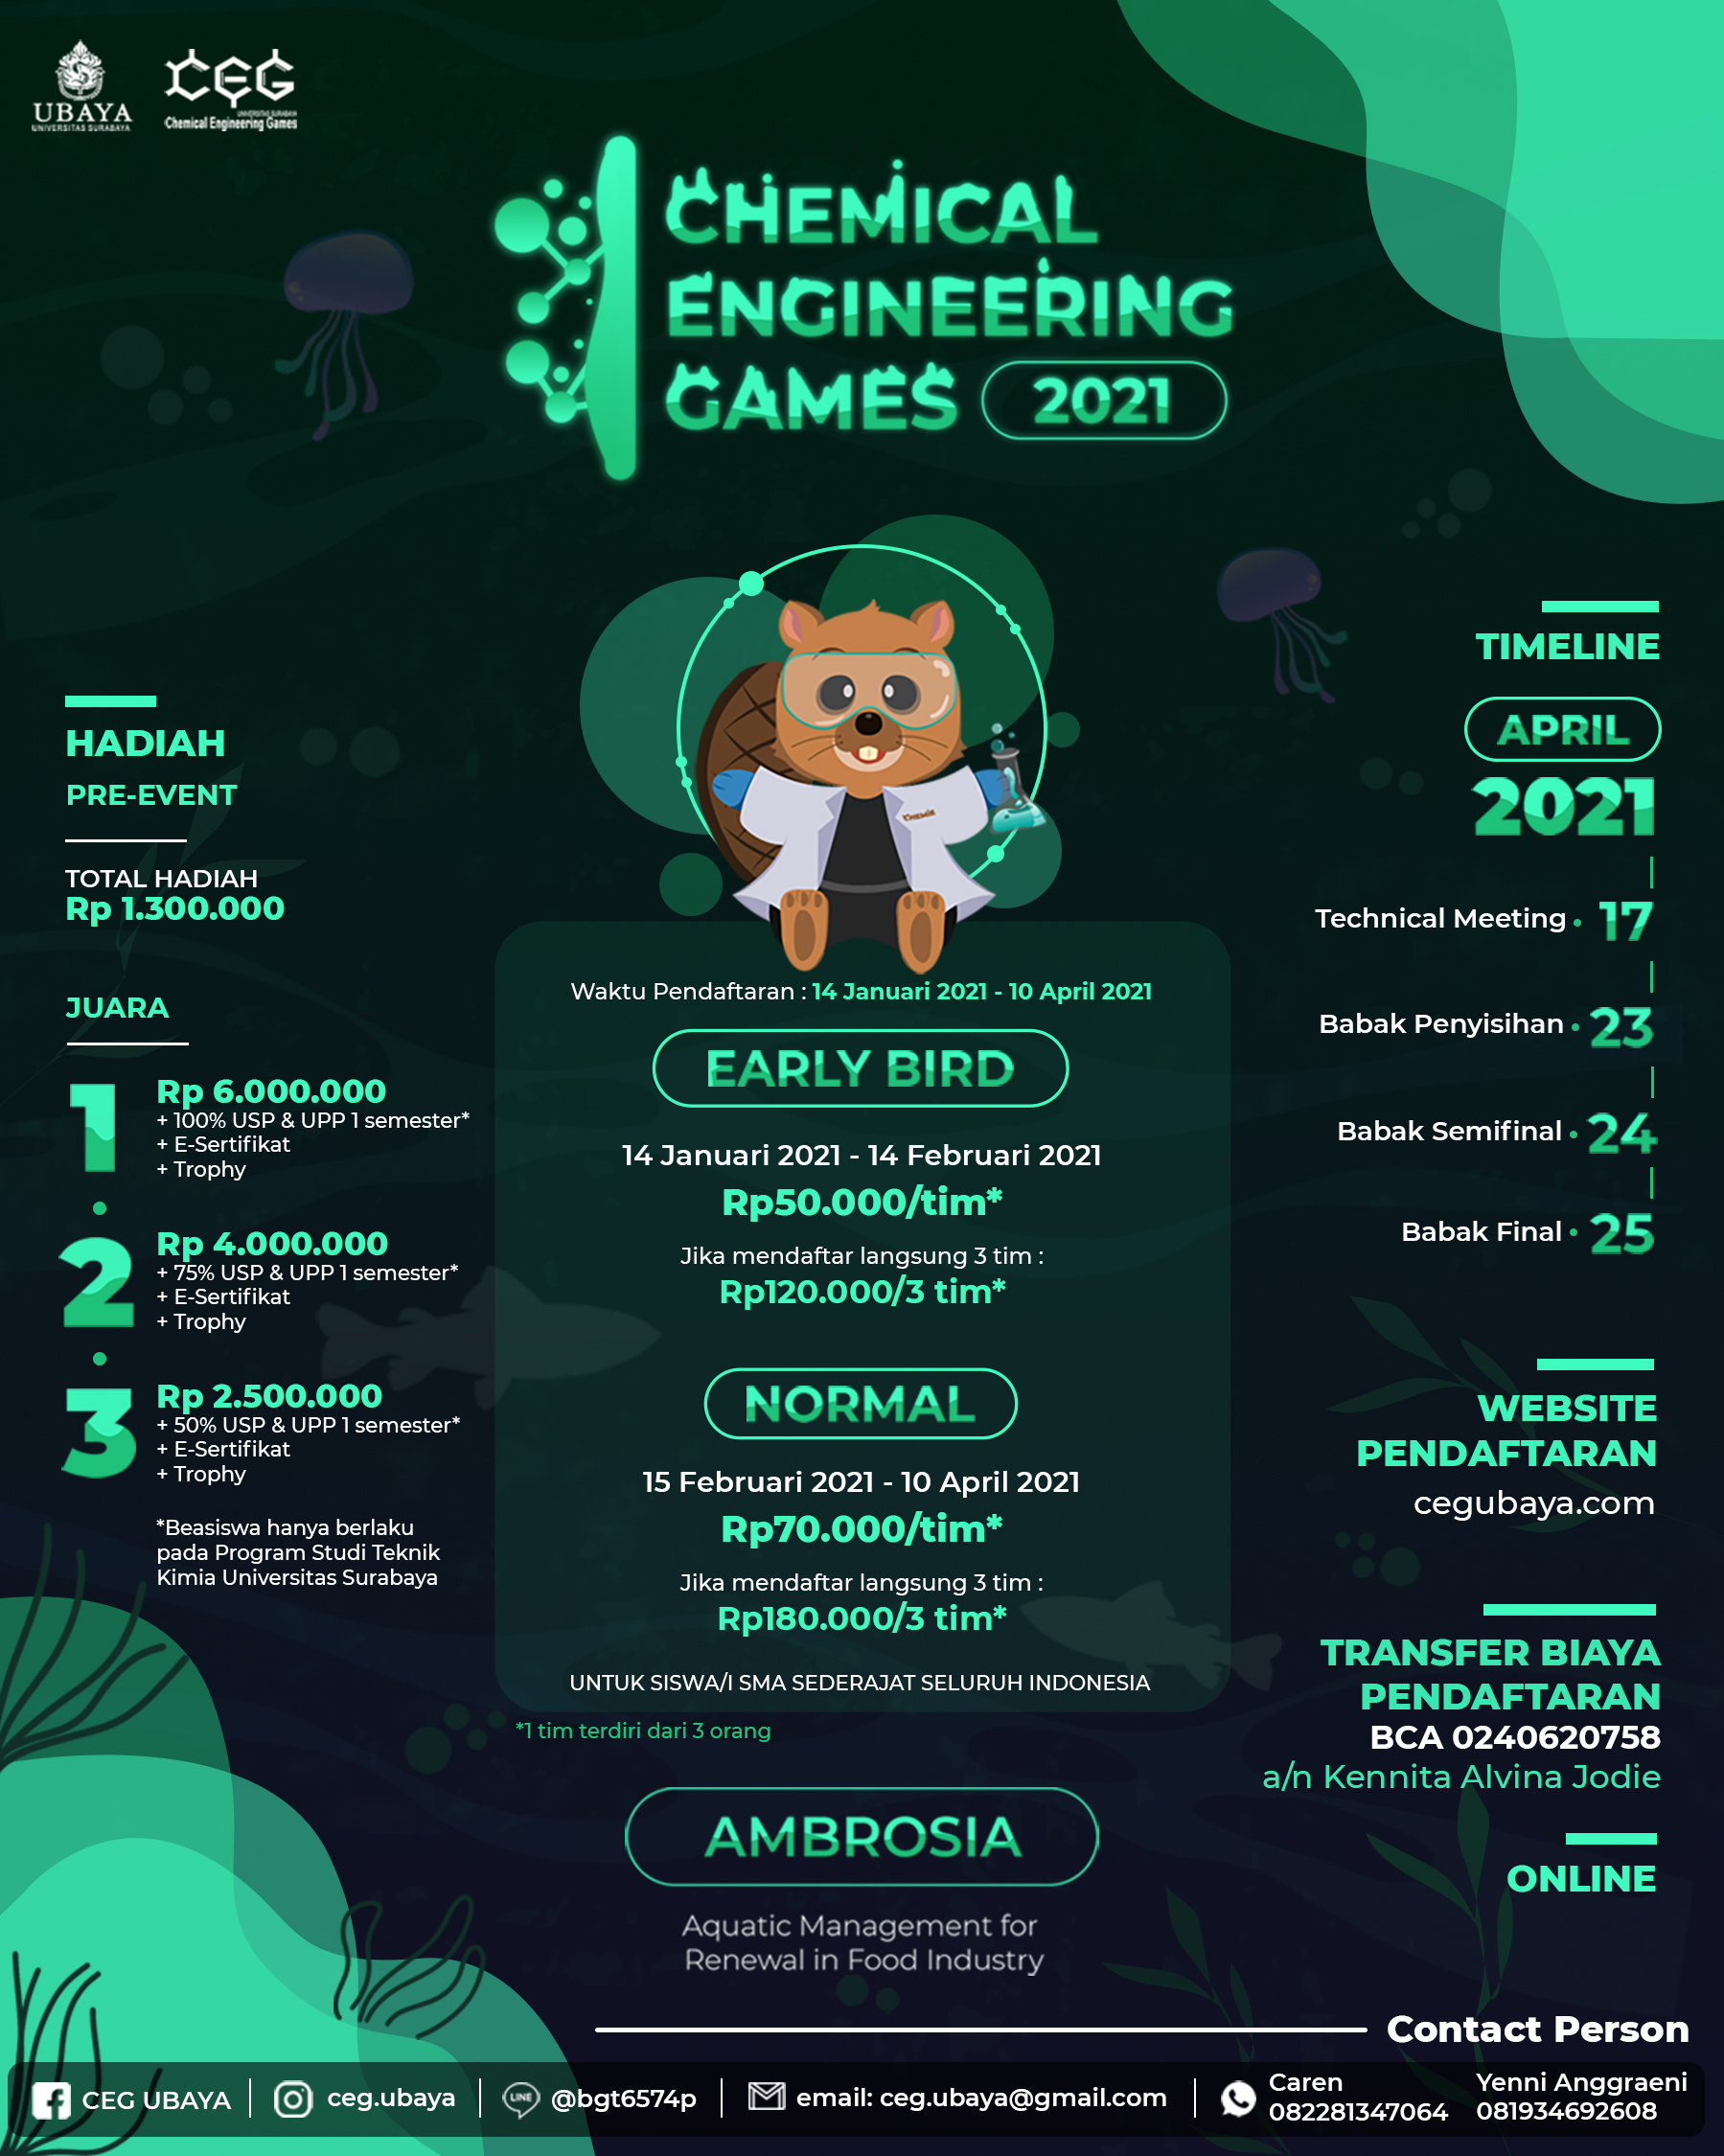 UBAYA
UNIVERSITAS SURABAYA
CEG
UNIVERSITAS SURABAYA
Chemical Engineering Games
CHEMICAL
ENGINEERING
GAMES 2021
HADIAH
PRE-EVENT
TOTAL HADIAH
Rp 1.300.000
JUARA
1
Rp 6.000.000
+ 100% USP & UPP 1 semester*
+ E-Sertifikat
+ Trophy
2
Rp 4.000.000
+ 75% USP & UPP 1 semester*
+ E-Sertifikat
+ Trophy
3
Rp 2.500.000
+ 50% USP & UPP 1 semester*
+ E-Sertifikat
+ Trophy
*Beasiswa hanya berlaku
pada Program Studi Teknik
Kimia Universitas Surabaya
CHEMIE
Waktu Pendaftaran : 14 Januari 2021 - 10 April 2021
EARLY BIRD
14 Januari 2021 - 14 Februari 2021
Rp50.000/tim*
Jika mendaftar langsung 3 tim :
Rp120.000/3 tim*
NORMAL
15 Februari 2021 - 10 April 2021
Rp70.000/tim*
Jika mendaftar langsung 3 tim :
Rp180.000/3 tim*
UNTUK SISWA/I SMA SEDERAJAT SELURUH INDONESIA
*1 tim terdiri dari 3 orang
AMBROSIA
Aquatic Management for
Renewal in Food Industry
TIMELINE
APRIL
2021
Technical Meeting • 17
Babak Penyisihan • 23
Babak Semifinal • 24
Babak Final • 25
WEBSITE
PENDAFTARAN
cegubaya.com
TRANSFER BIAYA
PENDAFTARAN
BCA 0240620758
a/n Kennita Alvina Jodie
ONLINE
Contact Person
CEG UBAYA
ceg.ubaya
LINE
@bgt6574p
email: ceg.ubaya@gmail.com
Caren
082281347064
Yenni Anggraeni
081934692608